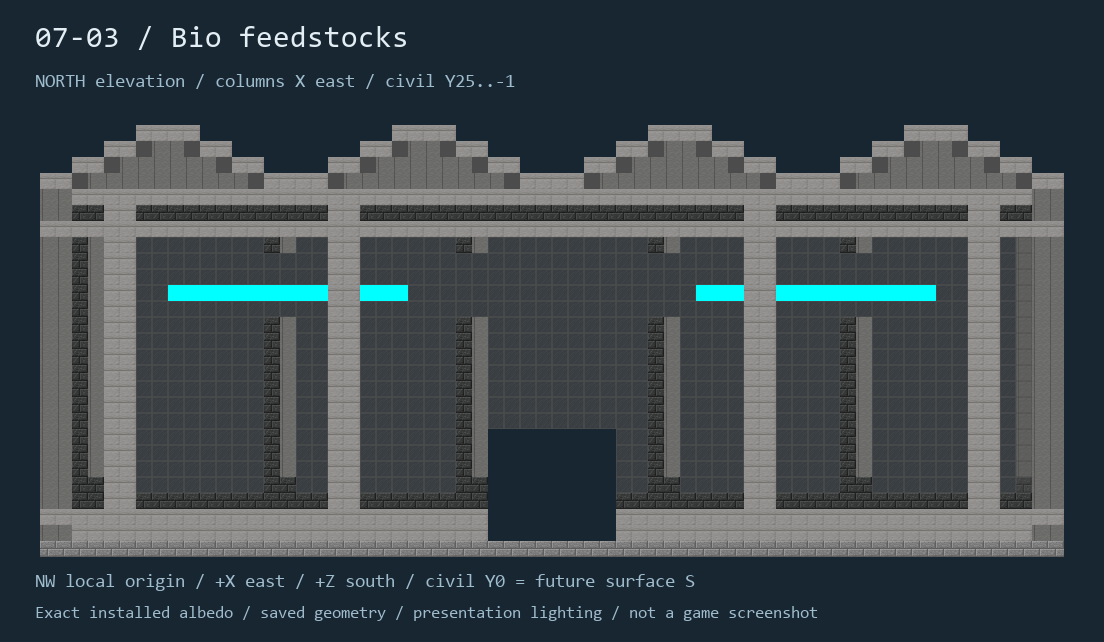 07-03 / Bio feedstocks
NORTH elevation / columns X east / civil Y25..-1
NW local origin / +X east / +Z south / civil Y0 = future surface S
Exact installed albedo / saved geometry / presentation lighting / not a game screenshot